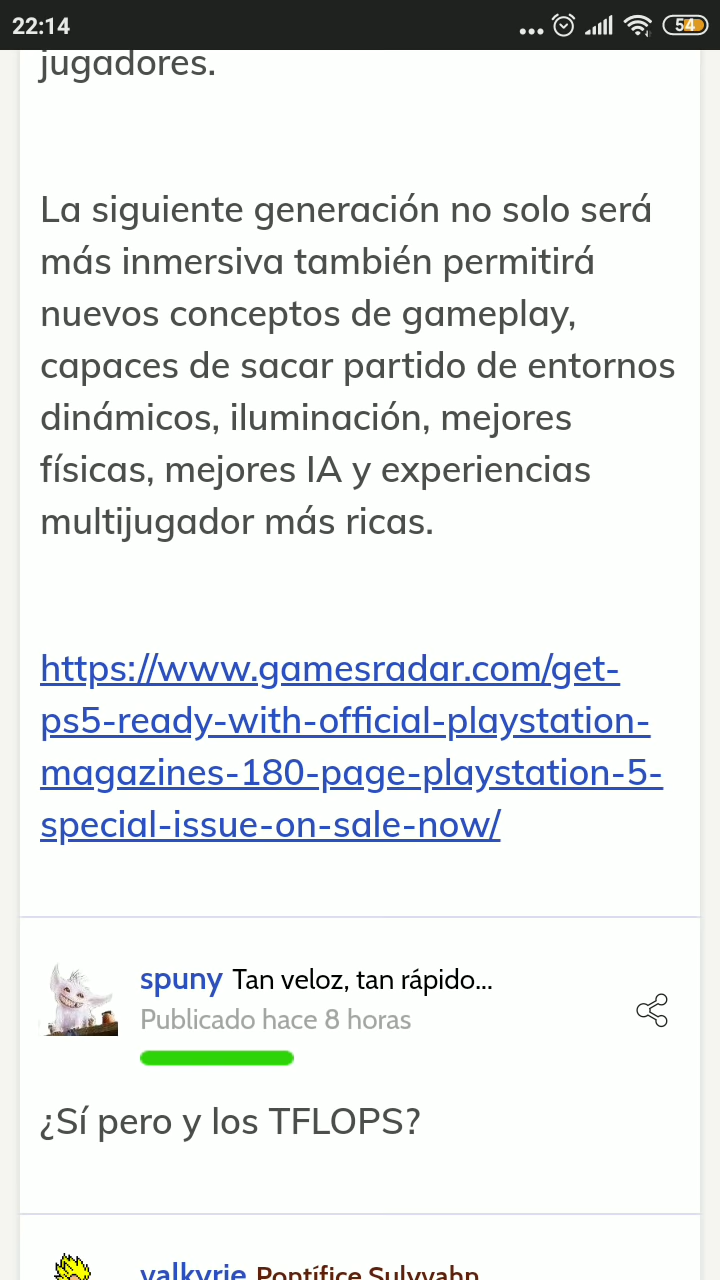 22:14
54
jugadores.
La siguiente generación no solo será
más inmersiva también permitirá
nuevos conceptos de gameplay,
capaces de sacar partido de entornos
dinámicos, iluminación, mejores
físicas, mejores IA y experiencias
multijugador más ricas.
https://www.gamesradar.com/get-
ps5-ready-with-official-playstation-
magazines-180-page-playstation-5-
special-issue-on-sale-now/
spuny Tan veloz, tan rápido...
Publicado hace 8 horas
¿Sí pero y los TFLOPS?
valkyrie Pontífice Sulyvahn